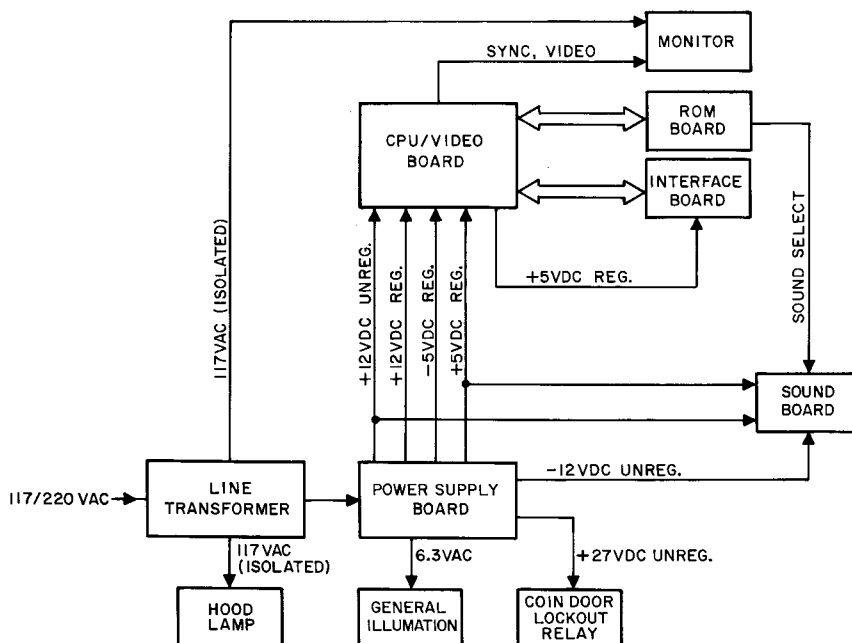 MONITOR
SYNC, VIDEO
CPU/VIDEO
BOARD
ROM
BOARD
INTERFACE
BOARD
117VAC (ISOLATED)
+12VDC UNREG.
+12VDC REG.
-5VDC REG.
+5VDC REG.
+5VDC REG.
SOUND SELECT
SOUND
BOARD
-12VDC UNREG.
117/220 VAC
LINE
TRANSFORMER
POWER SUPPLY
BOARD
117VAC
(ISOLATED)
6.3VAC
+27VDC UNREG.
HOOD
LAMP
GENERAL
ILLUMATION
COIN DOOR
LOCKOUT
RELAY